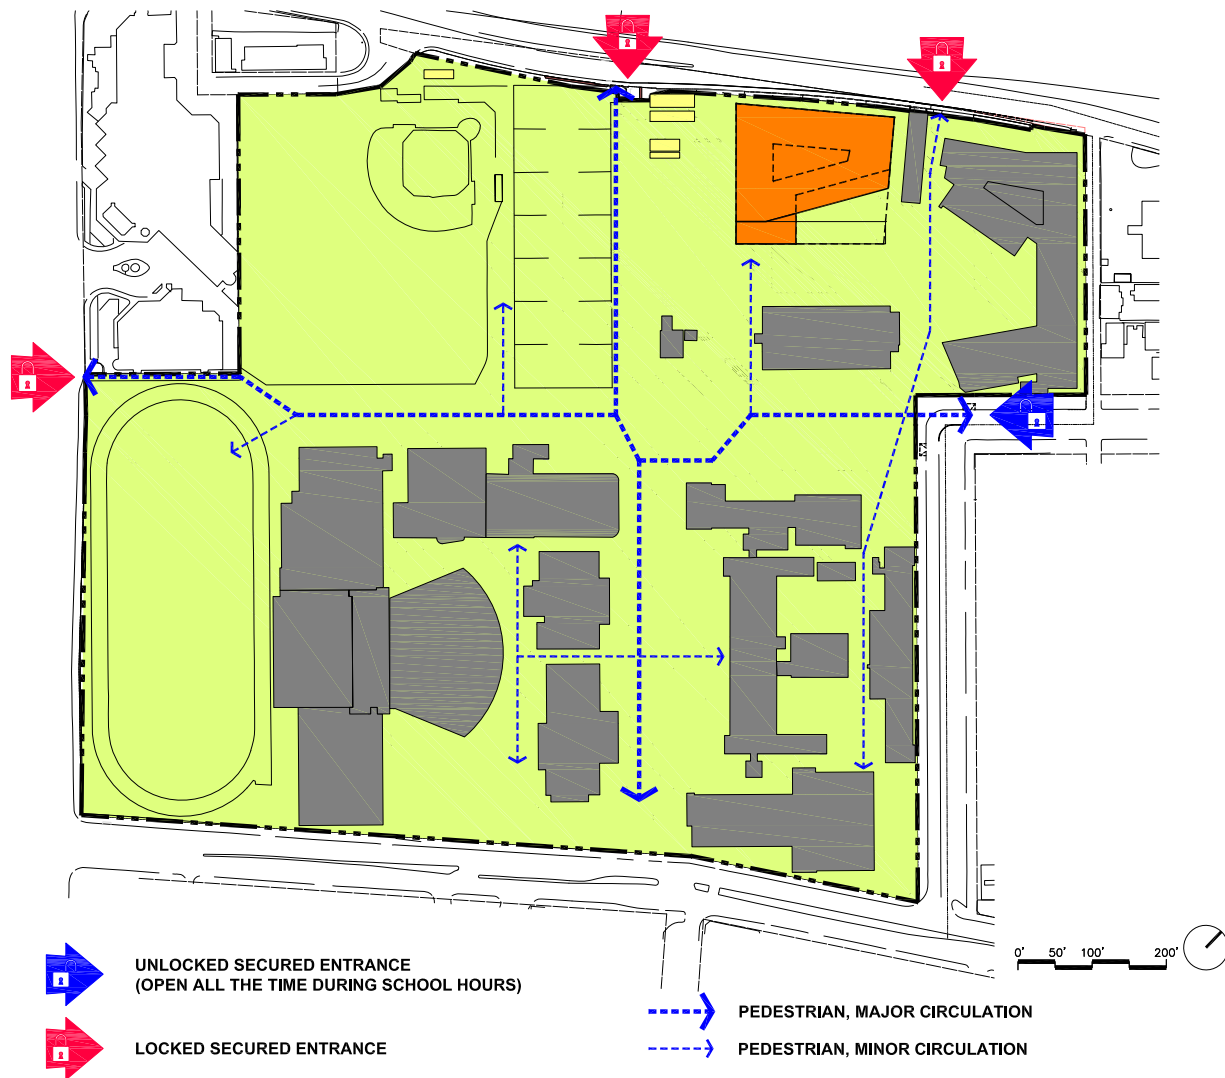 0' 50' 100' 200'
UNLOCKED SECURED ENTRANCE
(OPEN ALL THE TIME DURING SCHOOL HOURS)
PEDESTRIAN, MAJOR CIRCULATION
LOCKED SECURED ENTRANCE
PEDESTRIAN, MINOR CIRCULATION